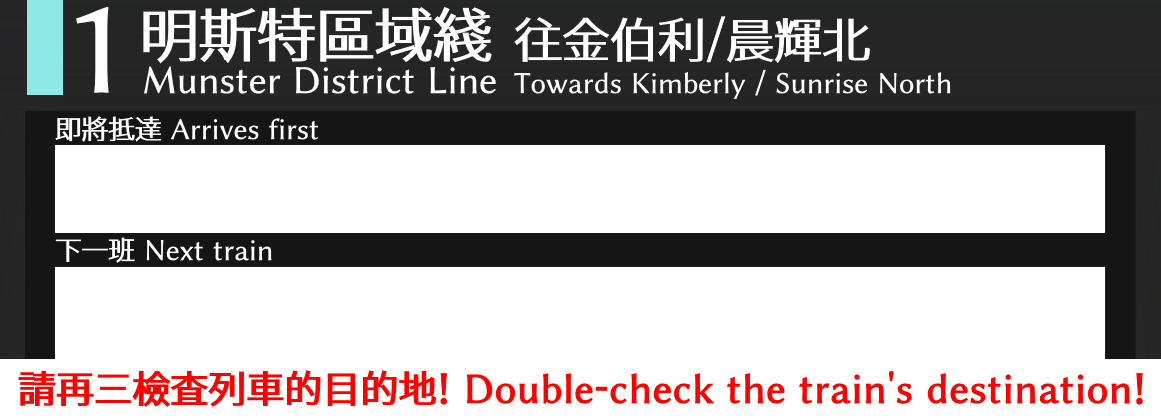 1 明斯特區域綫 往金伯利/晨輝北
Munster District Line Towards Kimberly / Sunrise North
即將抵達 Arrives first
下一班 Next train
請再三檢查列車的目的地! Double-check the train's destination!